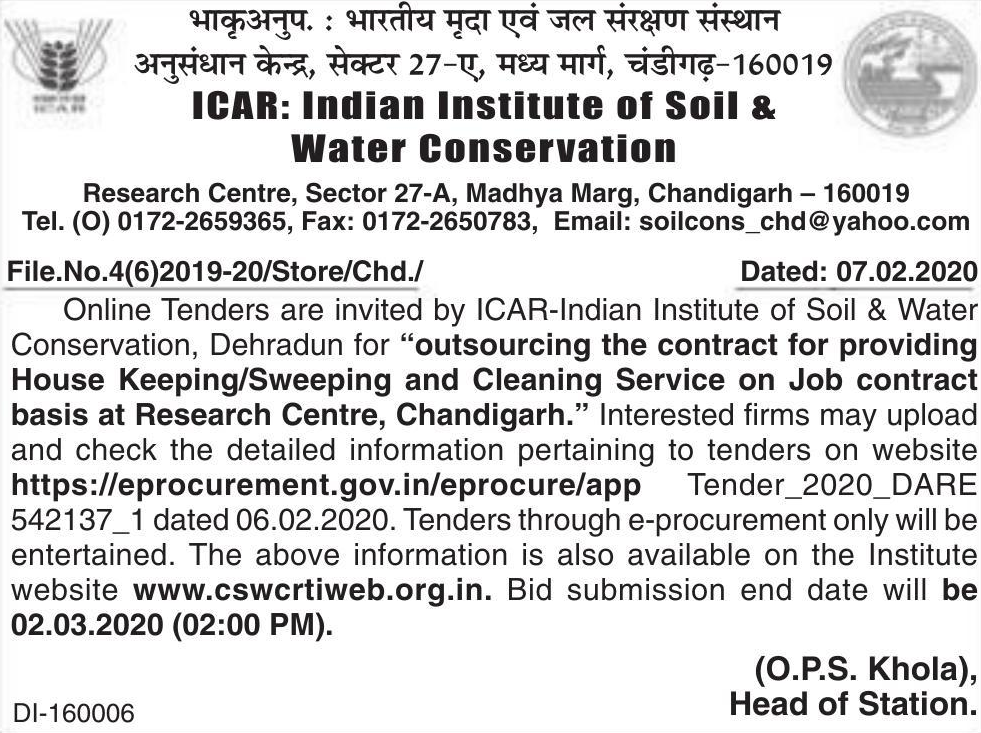 भाकृअनुप. : भारतीय मृदा एवं जल संरक्षण संस्थान
अनुसंधान केन्द्र, सेक्टर 27-ए, मध्य मार्ग, चंडीगढ़-160019
ICAR: Indian Institute of Soil &
Water Conservation
ICAR
Research Centre, Sector 27-A, Madhya Marg, Chandigarh – 160019
Tel. (O) 0172-2659365, Fax: 0172-2650783, Email: soilcons_chd@yahoo.com
File.No.4(6)2019-20/Store/Chd./ Dated: 07.02.2020
Online Tenders are invited by ICAR-Indian Institute of Soil & Water
Conservation, Dehradun for “outsourcing the contract for providing
House Keeping/Sweeping and Cleaning Service on Job contract
basis at Research Centre, Chandigarh.” Interested firms may upload
and check the detailed information pertaining to tenders on website
https://eprocurement.gov.in/eprocure/app Tender_2020_DARE
542137_1 dated 06.02.2020. Tenders through e-procurement only will be
entertained. The above information is also available on the Institute
website www.cswcrtiweb.org.in. Bid submission end date will be
02.03.2020 (02:00 PM).
(O.P.S. Khola),
Head of Station.
DI-160006